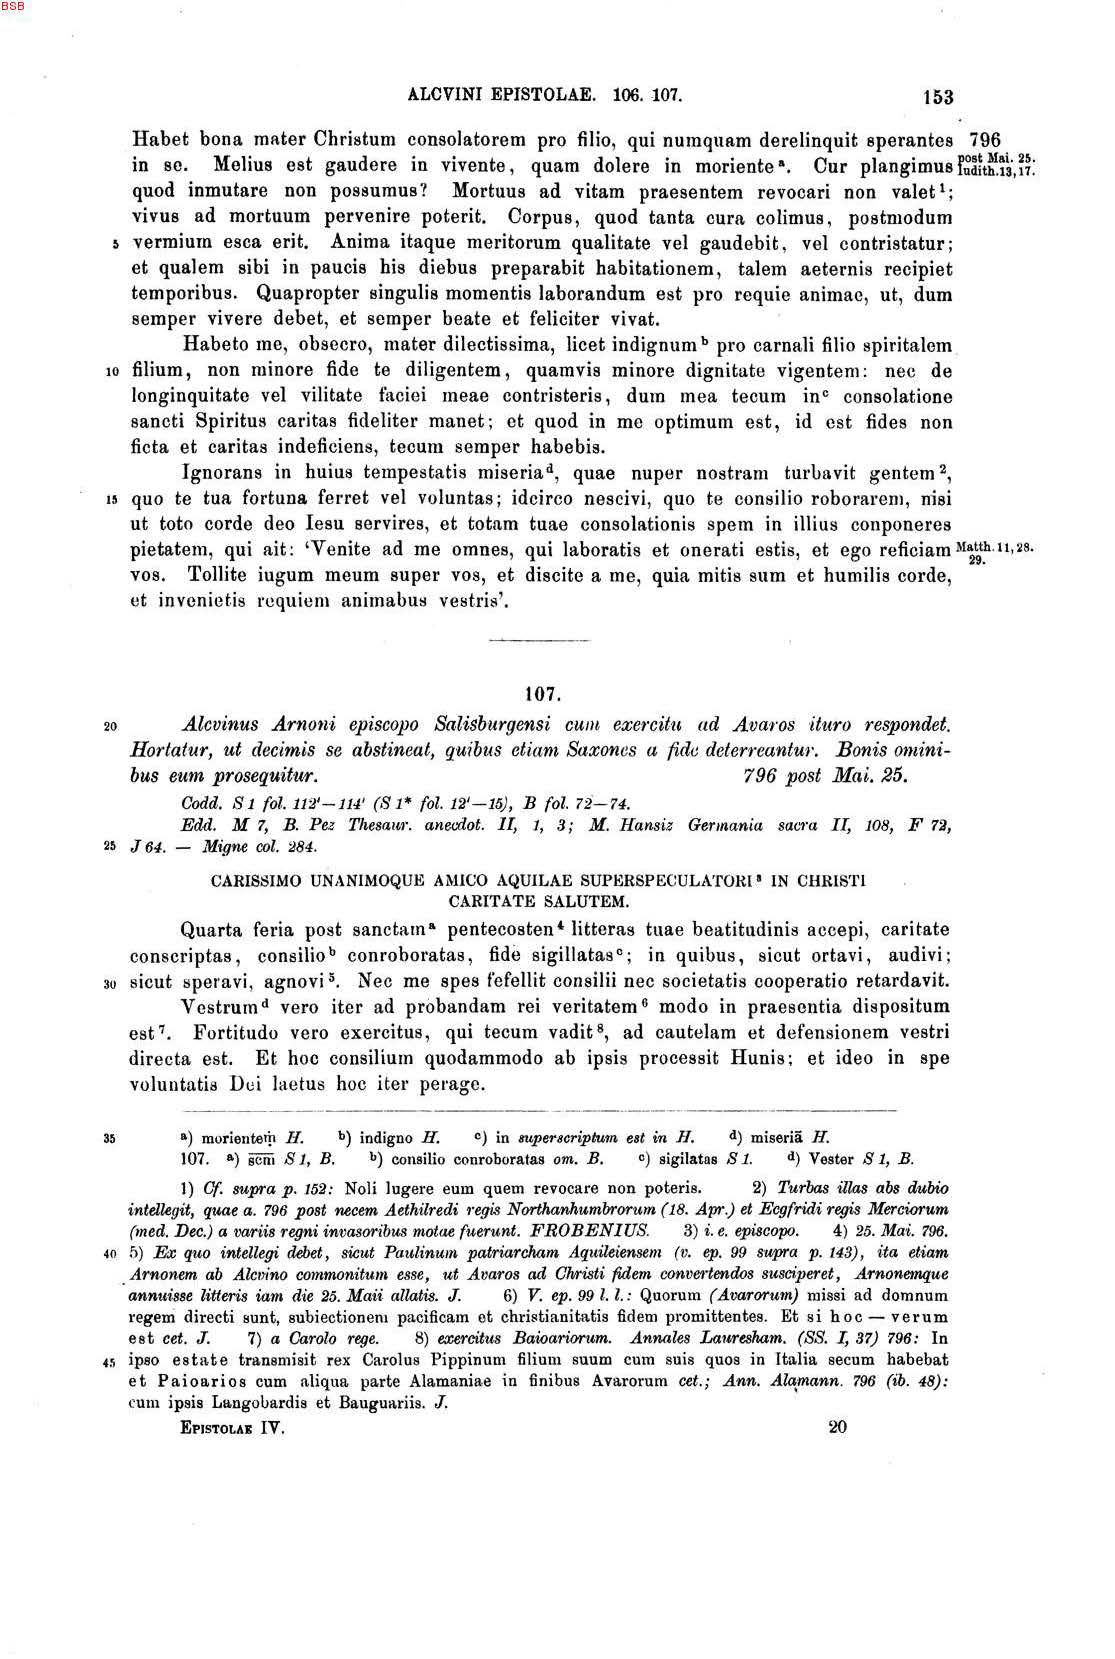 BSB
ALCVINI EPISTOLAE. 106. 107. 153
Habet bona mater Christum consolatorem pro filio, qui numquam derelinquit sperantes 796
in se. Melius est gaudere in vivente, quam dolere in moriente a. Cur plangimus post Mai. 25. Iudith. 13, 17.
quod inmutare non possumus? Mortuus ad vitam praesentem revocari non valet 1;
vivus ad mortuum pervenire poterit. Corpus, quod tanta cura colimus, postmodum
5 vermium esca erit. Anima itaque meritorum qualitate vel gaudebit, vel contristatur;
et qualem sibi in paucis his diebus preparabit habitationem, talem aeternis recipiet
temporibus. Quapropter singulis momentis laborandum est pro requie animae, ut, dum
semper vivere debet, et semper beate et feliciter vivat.
Habeto me, obsecro, mater dilectissima, licet indignum b pro carnali filio spiritalem
10 filium, non minore fide te diligentem, quamvis minore dignitate vigentem: nec de
longinquitate vel vilitate faciei meae contristeris, dum mea tecum in c consolatione
sancti Spiritus caritas fideliter manet; et quod in me optimum est, id est fides non
ficta et caritas indeficiens, tecum semper habebis.
Ignorans in huius tempestatis miseria d, quae nuper nostram turbavit gentem 2,
15 quo te tua fortuna ferret vel voluntas; idcirco nescivi, quo te consilio roborarem, nisi
ut toto corde deo Iesu servires, et totam tuae consolationis spem in illius conponeres
pietatem, qui ait: ‘Venite ad me omnes, qui laboratis et onerati estis, et ego reficiam Matth. 11, 28. 29.
vos. Tollite iugum meum super vos, et discite a me, quia mitis sum et humilis corde,
et invenietis requiem animabus vestris’.
107.
20 Alcvinus Arnoni episcopo Salisburgensi cum exercitu ad Avaros ituro respondet.
Hortatur, ut decimis se abstineat, quibus etiam Saxones a fide deterreantur. Bonis omini-
bus eum prosequitur. 796 post Mai. 25.
Codd. S 1 fol. 112'—114' (S 1* fol. 12'—15), B fol. 72—74.
Edd. M 7, B. Pez Thesaur. anecdot. II, 1, 3; M. Hansiz Germania sacra II, 108, F 72,
25 J 64. — Migne col. 284.
CARISSIMO UNANIMOQUE AMICO AQUILAE SUPERSPECULATORI 3 IN CHRISTI
CARITATE SALUTEM.
Quarta feria post sanctam a pentecosten 4 litteras tuae beatitudinis accepi, caritate
conscriptas, consilio b conroboratas, fide sigillatas c; in quibus, sicut ortavi, audivi;
30 sicut speravi, agnovi 5. Nec me spes fefellit consilii nec societatis cooperatio retardavit.
Vestrum d vero iter ad probandam rei veritatem 6 modo in praesentia dispositum
est 7. Fortitudo vero exercitus, qui tecum vadit 8, ad cautelam et defensionem vestri
directa est. Et hoc consilium quodammodo ab ipsis processit Hunis; et ideo in spe
voluntatis Dei laetus hoc iter perage.
35 a) morientem̄ H. b) indigno H. c) in superscriptum est in H. d) miseriā H.
107. a) s̄c̄m̄ S 1, B. b) consilio conroboratas om. B. c) sigilatas S 1. d) Vester S 1, B.
1) Cf. supra p. 152: Noli lugere eum quem revocare non poteris. 2) Turbas illas abs dubio
intellegit, quae a. 796 post necem Aethilredi regis Northanhumbrorum (18. Apr.) et Ecgfridi regis Merciorum
(med. Dec.) a variis regni invasoribus motae fuerunt. FROBENIUS. 3) i. e. episcopo. 4) 25. Mai. 796.
40 5) Ex quo intellegi debet, sicut Paulinum patriarcham Aquileiensem (v. ep. 99 supra p. 143), ita etiam
Arnonem ab Alcvino commonitum esse, ut Avaros ad Christi fidem convertendos susciperet, Arnonemque
annuisse litteris iam die 25. Maii allatis. J. 6) V. ep. 99 l. l.: Quorum (Avarorum) missi ad domnum
regem directi sunt, subiectionem pacificam et christianitatis fidem promittentes. Et si hoc — verum
est cet. J. 7) a Carolo rege. 8) exercitus Baioariorum. Annales Lauresham. (SS. I, 37) 796: In
45 ipso estate transmisit rex Carolus Pippinum filium suum cum suis quos in Italia secum habebat
et Paioarios cum aliqua parte Alamaniae in finibus Avarorum cet.; Ann. Alamann. 796 (ib. 48):
cum ipsis Langobardis et Bauguariis. J.
EPISTOLAE IV. 20